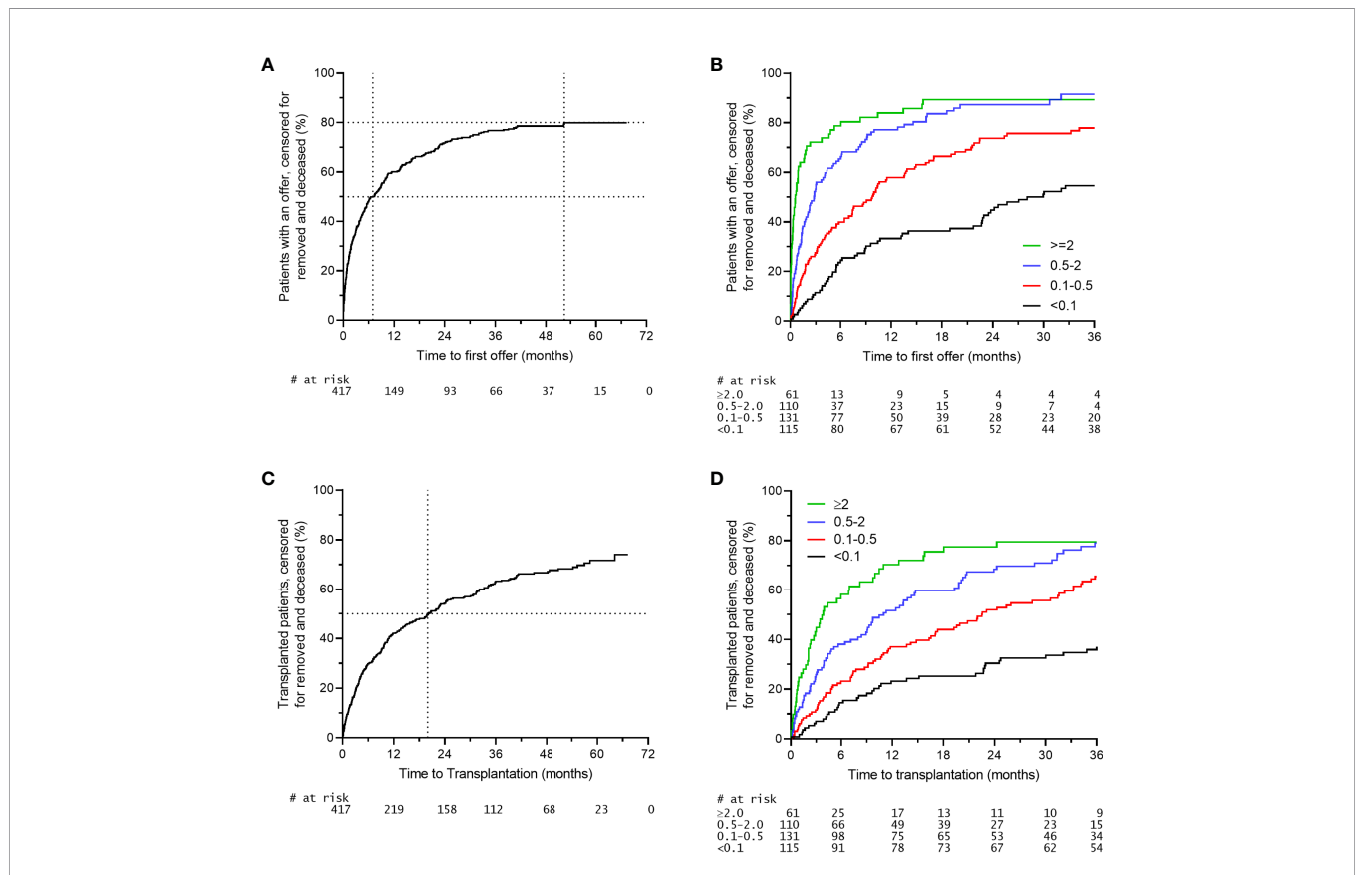 A
Patients with an offer, censored for
removed and deceased (%)
100
80
60
40
20
0
0 12 24 36 48 60 72
Time to first offer (months)
# at risk
417 149 93 66 37 15 0
B
Patients with an offer, censored
for removed and deceased (%)
100
80
60
40
20
0
>=2
0.5-2
0.1-0.5
<0.1
0 6 12 18 24 30 36
Time to first offer (months)
# at risk
≥2.0 61 13 9 5 4 4 4
0.5-2.0 110 37 23 15 9 7 4
0.1-0.5 131 77 50 39 28 23 20
<0.1 115 80 67 61 52 44 38
C
Transplanted patients, censored
for removed and deceased (%)
100
80
60
40
20
0
0 12 24 36 48 60 72
Time to Transplantation (months)
# at risk
417 219 158 112 68 23 0
D
Transplanted patients, censored
for removed and deceased (%)
100
80
60
40
20
0
≥2
0.5-2
0.1-0.5
<0.1
0 6 12 18 24 30 36
Time to transplantation (months)
# at risk
≥2.0 61 25 17 13 11 10 9
0.5-2.0 110 66 49 39 27 23 15
0.1-0.5 131 98 75 65 53 46 34
<0.1 115 91 78 73 67 62 54